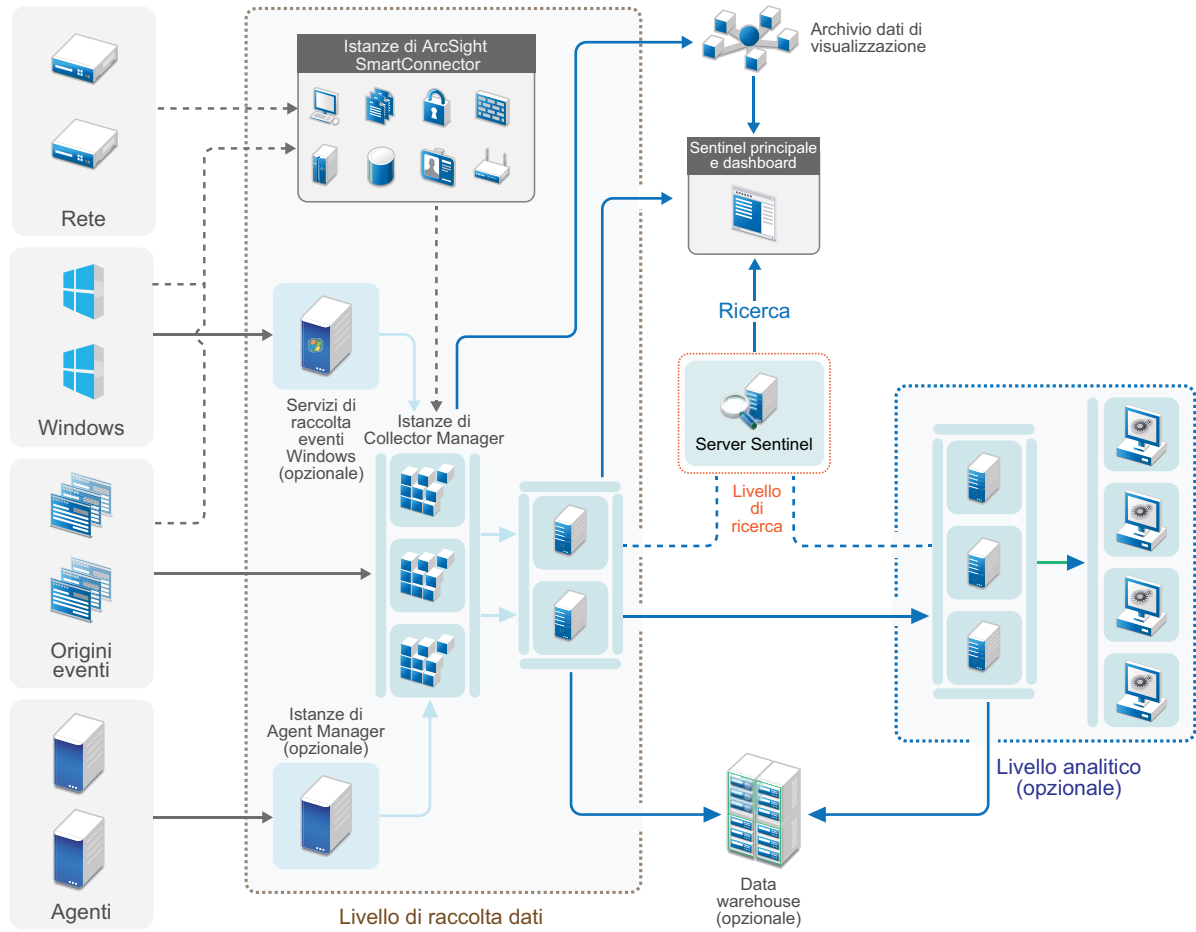 Istanze di ArcSight
SmartConnector
Archivio dati di
visualizzazione
Sentinel principale
e dashboard
Rete
Ricerca
Windows
Servizi di
raccolta
eventi
Windows
(opzionale)
Istanze di
Collector Manager
Server Sentinel
Livello
di
ricerca
Origini
eventi
Istanze di
Agent Manager
(opzionale)
Livello analitico
(opzionale)
Agenti
Data
warehouse
(opzionale)
Livello di raccolta dati